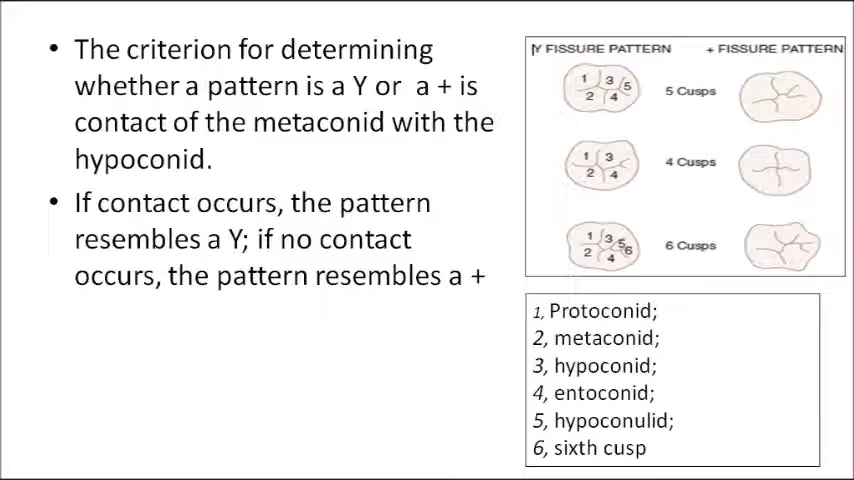 • The criterion for determining
whether a pattern is a Y or a + is
contact of the metaconid with the
hypoconid.
• If contact occurs, the pattern
resembles a Y; if no contact
occurs, the pattern resembles a +
Y FISSURE PATTERN + FISSURE PATTERN
1 3 5
2 4
5 Cusps
1 3
2 4
4 Cusps
1 3 5
2 4 6
6 Cusps
1, Protoconid;
2, metaconid;
3, hypoconid;
4, entoconid;
5, hypoconulid;
6, sixth cusp